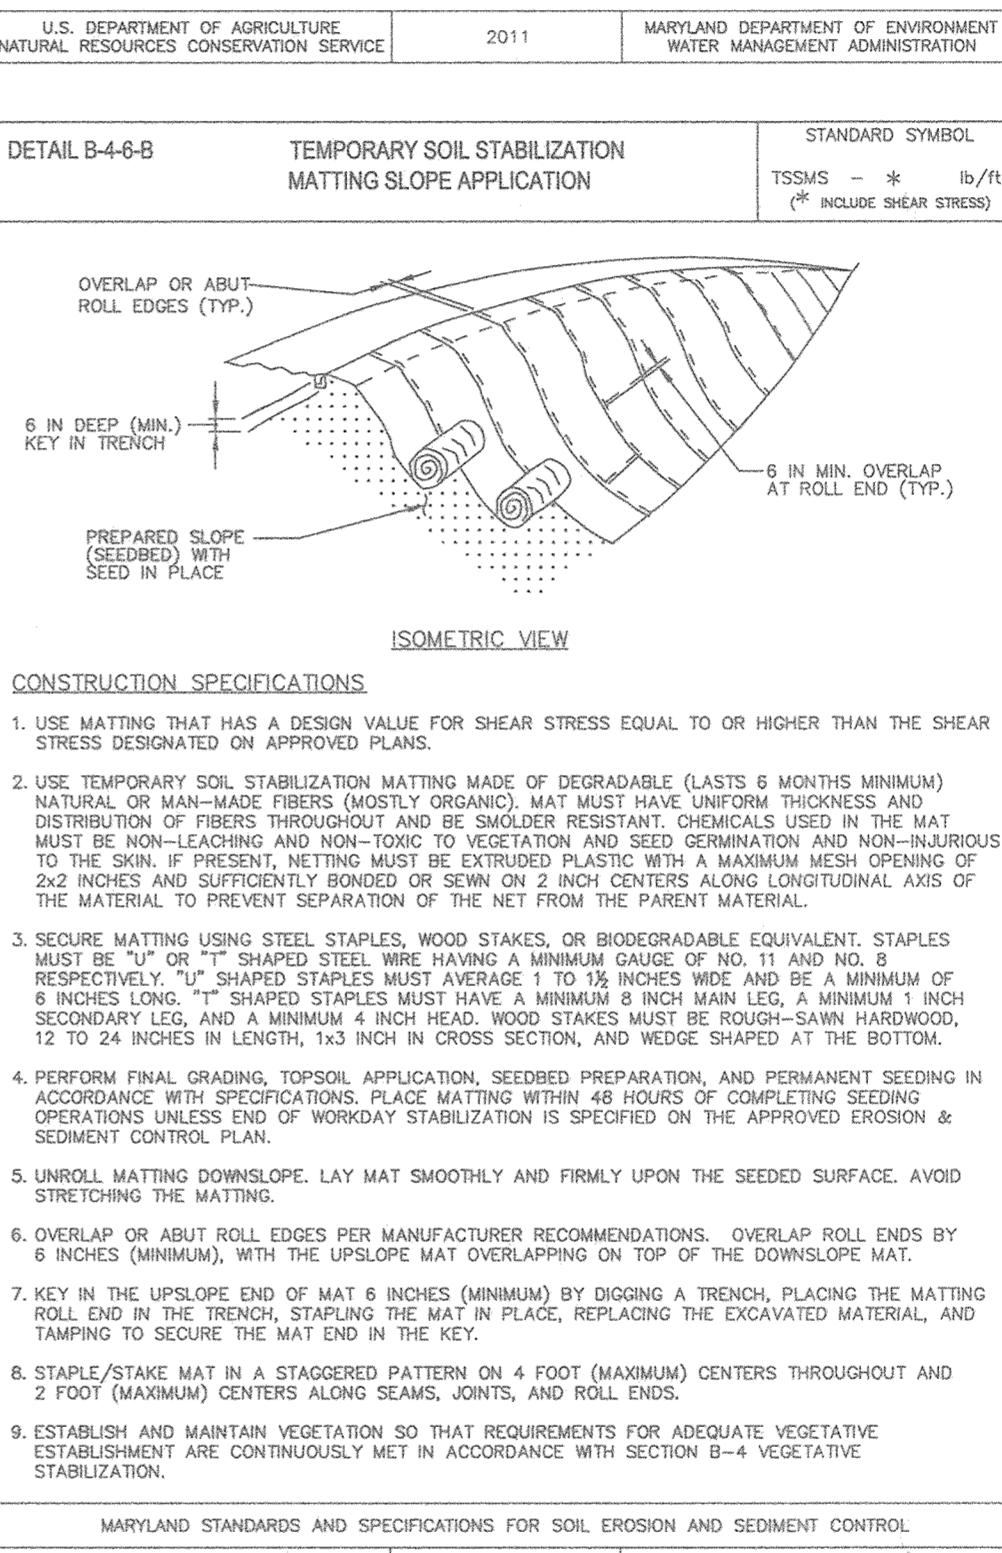 U.S. DEPARTMENT OF AGRICULTURE
NATURAL RESOURCES CONSERVATION SERVICE
2011
MARYLAND DEPARTMENT OF ENVIRONMENT
WATER MANAGEMENT ADMINISTRATION
DETAIL B-4-6-B
TEMPORARY SOIL STABILIZATION
MATTING SLOPE APPLICATION
STANDARD SYMBOL
TSSMS - * lb/ft
(* INCLUDE SHEAR STRESS)
OVERLAP OR ABUT
ROLL EDGES (TYP.)
6 IN DEEP (MIN.)
KEY IN TRENCH
6 IN MIN. OVERLAP
AT ROLL END (TYP.)
PREPARED SLOPE
(SEEDBED) WITH
SEED IN PLACE
ISOMETRIC VIEW
CONSTRUCTION SPECIFICATIONS
1. USE MATTING THAT HAS A DESIGN VALUE FOR SHEAR STRESS EQUAL TO OR HIGHER THAN THE SHEAR
STRESS DESIGNATED ON APPROVED PLANS.
2. USE TEMPORARY SOIL STABILIZATION MATTING MADE OF DEGRADABLE (LASTS 6 MONTHS MINIMUM)
NATURAL OR MAN-MADE FIBERS (MOSTLY ORGANIC). MAT MUST HAVE UNIFORM THICKNESS AND
DISTRIBUTION OF FIBERS THROUGHOUT AND BE SMOLDER RESISTANT. CHEMICALS USED IN THE MAT
MUST BE NON-LEACHING AND NON-TOXIC TO VEGETATION AND SEED GERMINATION AND NON-INJURIOUS
TO THE SKIN. IF PRESENT, NETTING MUST BE EXTRUDED PLASTIC WITH A MAXIMUM MESH OPENING OF
2x2 INCHES AND SUFFICIENTLY BONDED OR SEWN ON 2 INCH CENTERS ALONG LONGITUDINAL AXIS OF
THE MATERIAL TO PREVENT SEPARATION OF THE NET FROM THE PARENT MATERIAL.
3. SECURE MATTING USING STEEL STAPLES, WOOD STAKES, OR BIODEGRADABLE EQUIVALENT. STAPLES
MUST BE "U" OR "T" SHAPED STEEL WIRE HAVING A MINIMUM GAUGE OF NO. 11 AND NO. 8
RESPECTIVELY. "U" SHAPED STAPLES MUST AVERAGE 1 TO 1½ INCHES WIDE AND BE A MINIMUM OF
6 INCHES LONG. "T" SHAPED STAPLES MUST HAVE A MINIMUM 8 INCH MAIN LEG, A MINIMUM 1 INCH
SECONDARY LEG, AND A MINIMUM 4 INCH HEAD. WOOD STAKES MUST BE ROUGH-SAWN HARDWOOD,
12 TO 24 INCHES IN LENGTH, 1x3 INCH IN CROSS SECTION, AND WEDGE SHAPED AT THE BOTTOM.
4. PERFORM FINAL GRADING, TOPSOIL APPLICATION, SEEDBED PREPARATION, AND PERMANENT SEEDING IN
ACCORDANCE WITH SPECIFICATIONS. PLACE MATTING WITHIN 48 HOURS OF COMPLETING SEEDING
OPERATIONS UNLESS END OF WORKDAY STABILIZATION IS SPECIFIED ON THE APPROVED EROSION &
SEDIMENT CONTROL PLAN.
5. UNROLL MATTING DOWNSLOPE. LAY MAT SMOOTHLY AND FIRMLY UPON THE SEEDED SURFACE. AVOID
STRETCHING THE MATTING.
6. OVERLAP OR ABUT ROLL EDGES PER MANUFACTURER RECOMMENDATIONS. OVERLAP ROLL ENDS BY
6 INCHES (MINIMUM), WITH THE UPSLOPE MAT OVERLAPPING ON TOP OF THE DOWNSLOPE MAT.
7. KEY IN THE UPSLOPE END OF MAT 6 INCHES (MINIMUM) BY DIGGING A TRENCH, PLACING THE MATTING
ROLL END IN THE TRENCH, STAPLING THE MAT IN PLACE, REPLACING THE EXCAVATED MATERIAL, AND
TAMPING TO SECURE THE MAT END IN THE KEY.
8. STAPLE/STAKE MAT IN A STAGGERED PATTERN ON 4 FOOT (MAXIMUM) CENTERS THROUGHOUT AND
2 FOOT (MAXIMUM) CENTERS ALONG SEAMS, JOINTS, AND ROLL ENDS.
9. ESTABLISH AND MAINTAIN VEGETATION SO THAT REQUIREMENTS FOR ADEQUATE VEGETATIVE
ESTABLISHMENT ARE CONTINUOUSLY MET IN ACCORDANCE WITH SECTION B-4 VEGETATIVE
STABILIZATION.
MARYLAND STANDARDS AND SPECIFICATIONS FOR SOIL EROSION AND SEDIMENT CONTROL